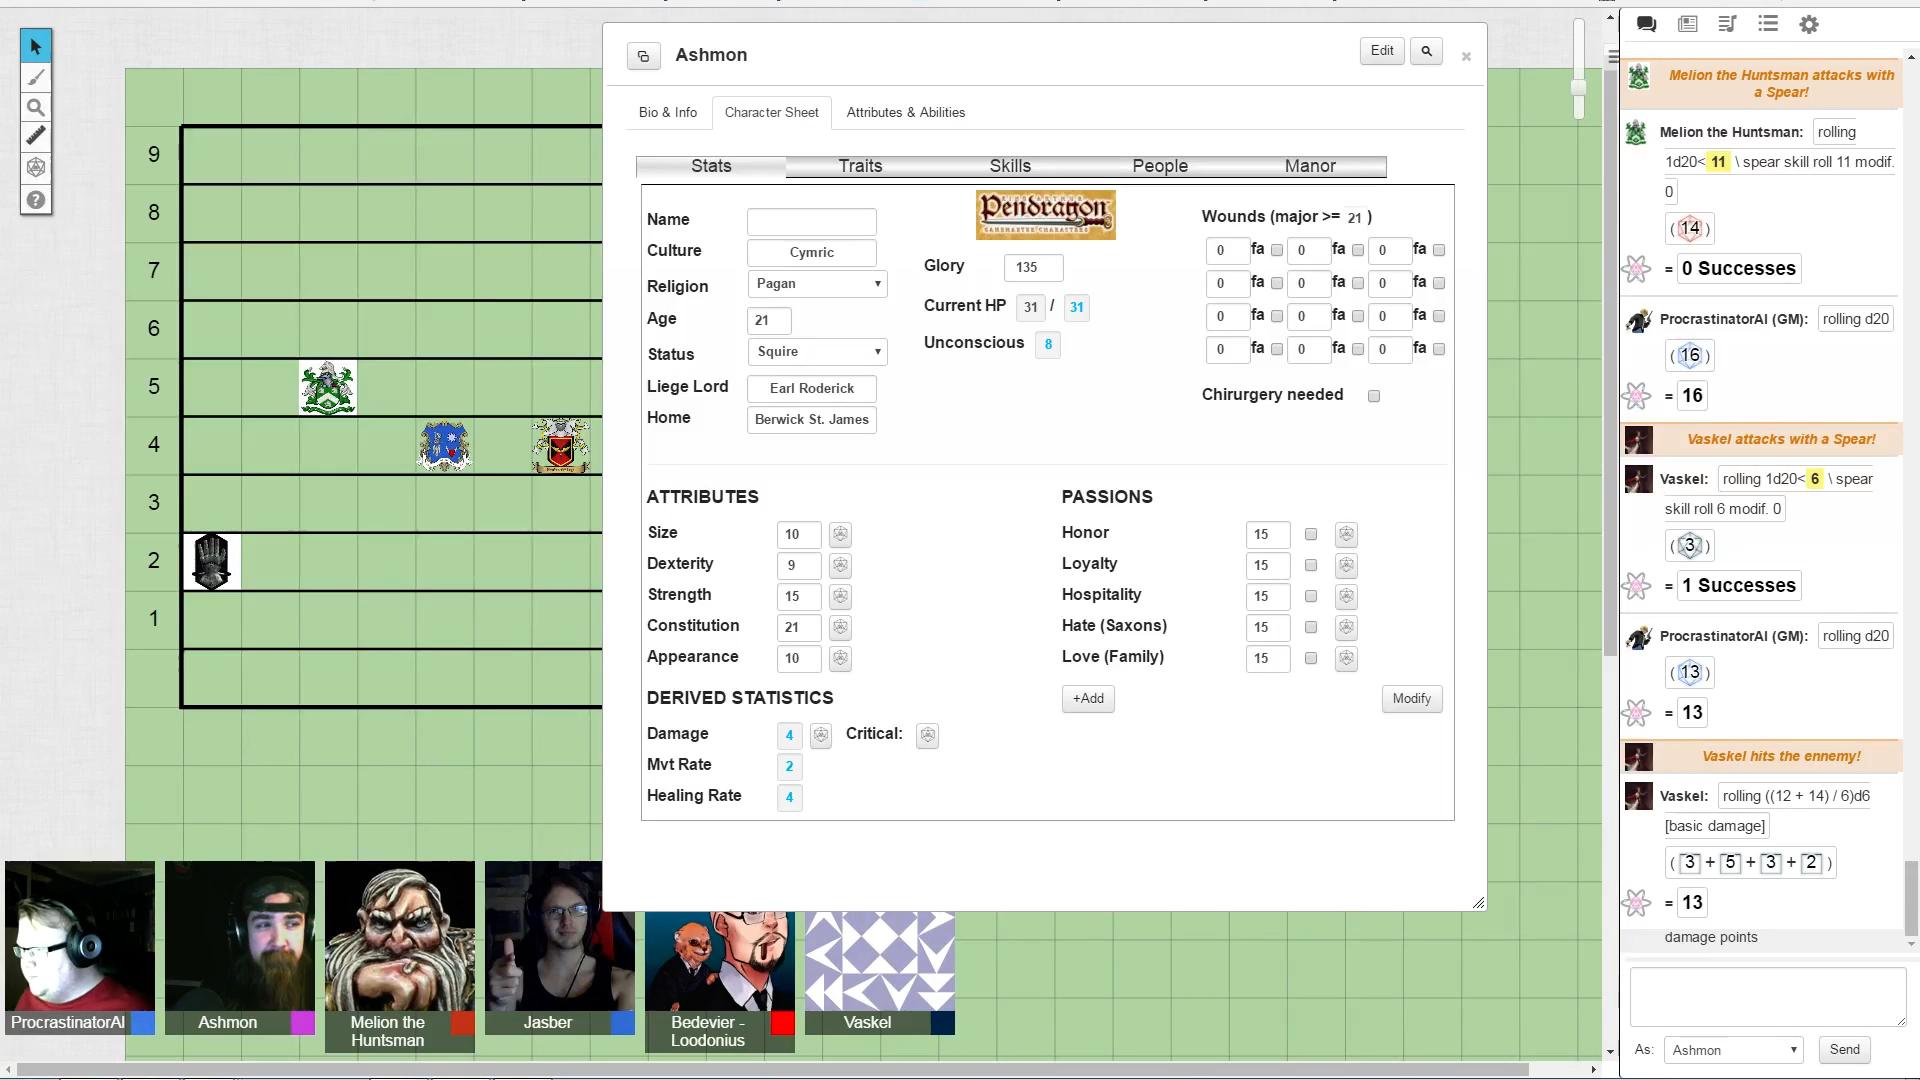 Ashmon
Edit
Bio & Info
Character Sheet
Attributes & Abilities
Stats
Traits
Skills
People
Manor
Name
Culture
Cymric
Religion
Pagan
Age
21
Status
Squire
Liege Lord
Earl Roderick
Home
Berwick St. James
Pendragon
GAMEMASTER CHARACTERS
Glory
135
Current HP 31 / 31
Unconscious 8
Wounds (major >= 21 )
0 fa 0 fa 0 fa
0 fa 0 fa 0 fa
0 fa 0 fa 0 fa
0 fa 0 fa 0 fa
Chirurgery needed
ATTRIBUTES
Size 10
Dexterity 9
Strength 15
Constitution 21
Appearance 10
PASSIONS
Honor 15
Loyalty 15
Hospitality 15
Hate (Saxons) 15
Love (Family) 15
+Add
Modify
DERIVED STATISTICS
Damage 4 Critical:
Mvt Rate 2
Healing Rate 4
9
8
7
6
5
4
3
2
1
ProcrastinatorAI
Ashmon
Melion the
Huntsman
Jasber
Bedevier -
Loodonius
Vaskel
Melion the Huntsman attacks with
a Spear!
Melion the Huntsman: rolling
1d20< 11 \ spear skill roll 11 modif.
0
( 14 )
= 0 Successes
ProcrastinatorAI (GM): rolling d20
( 16 )
= 16
Vaskel attacks with a Spear!
Vaskel: rolling 1d20< 6 \ spear
skill roll 6 modif. 0
( 3 )
= 1 Successes
ProcrastinatorAI (GM): rolling d20
( 13 )
= 13
Vaskel hits the ennemy!
Vaskel: rolling ((12 + 14) / 6)d6
[basic damage]
( 3 + 5 + 3 + 2 )
= 13
damage points
As: Ashmon
Send